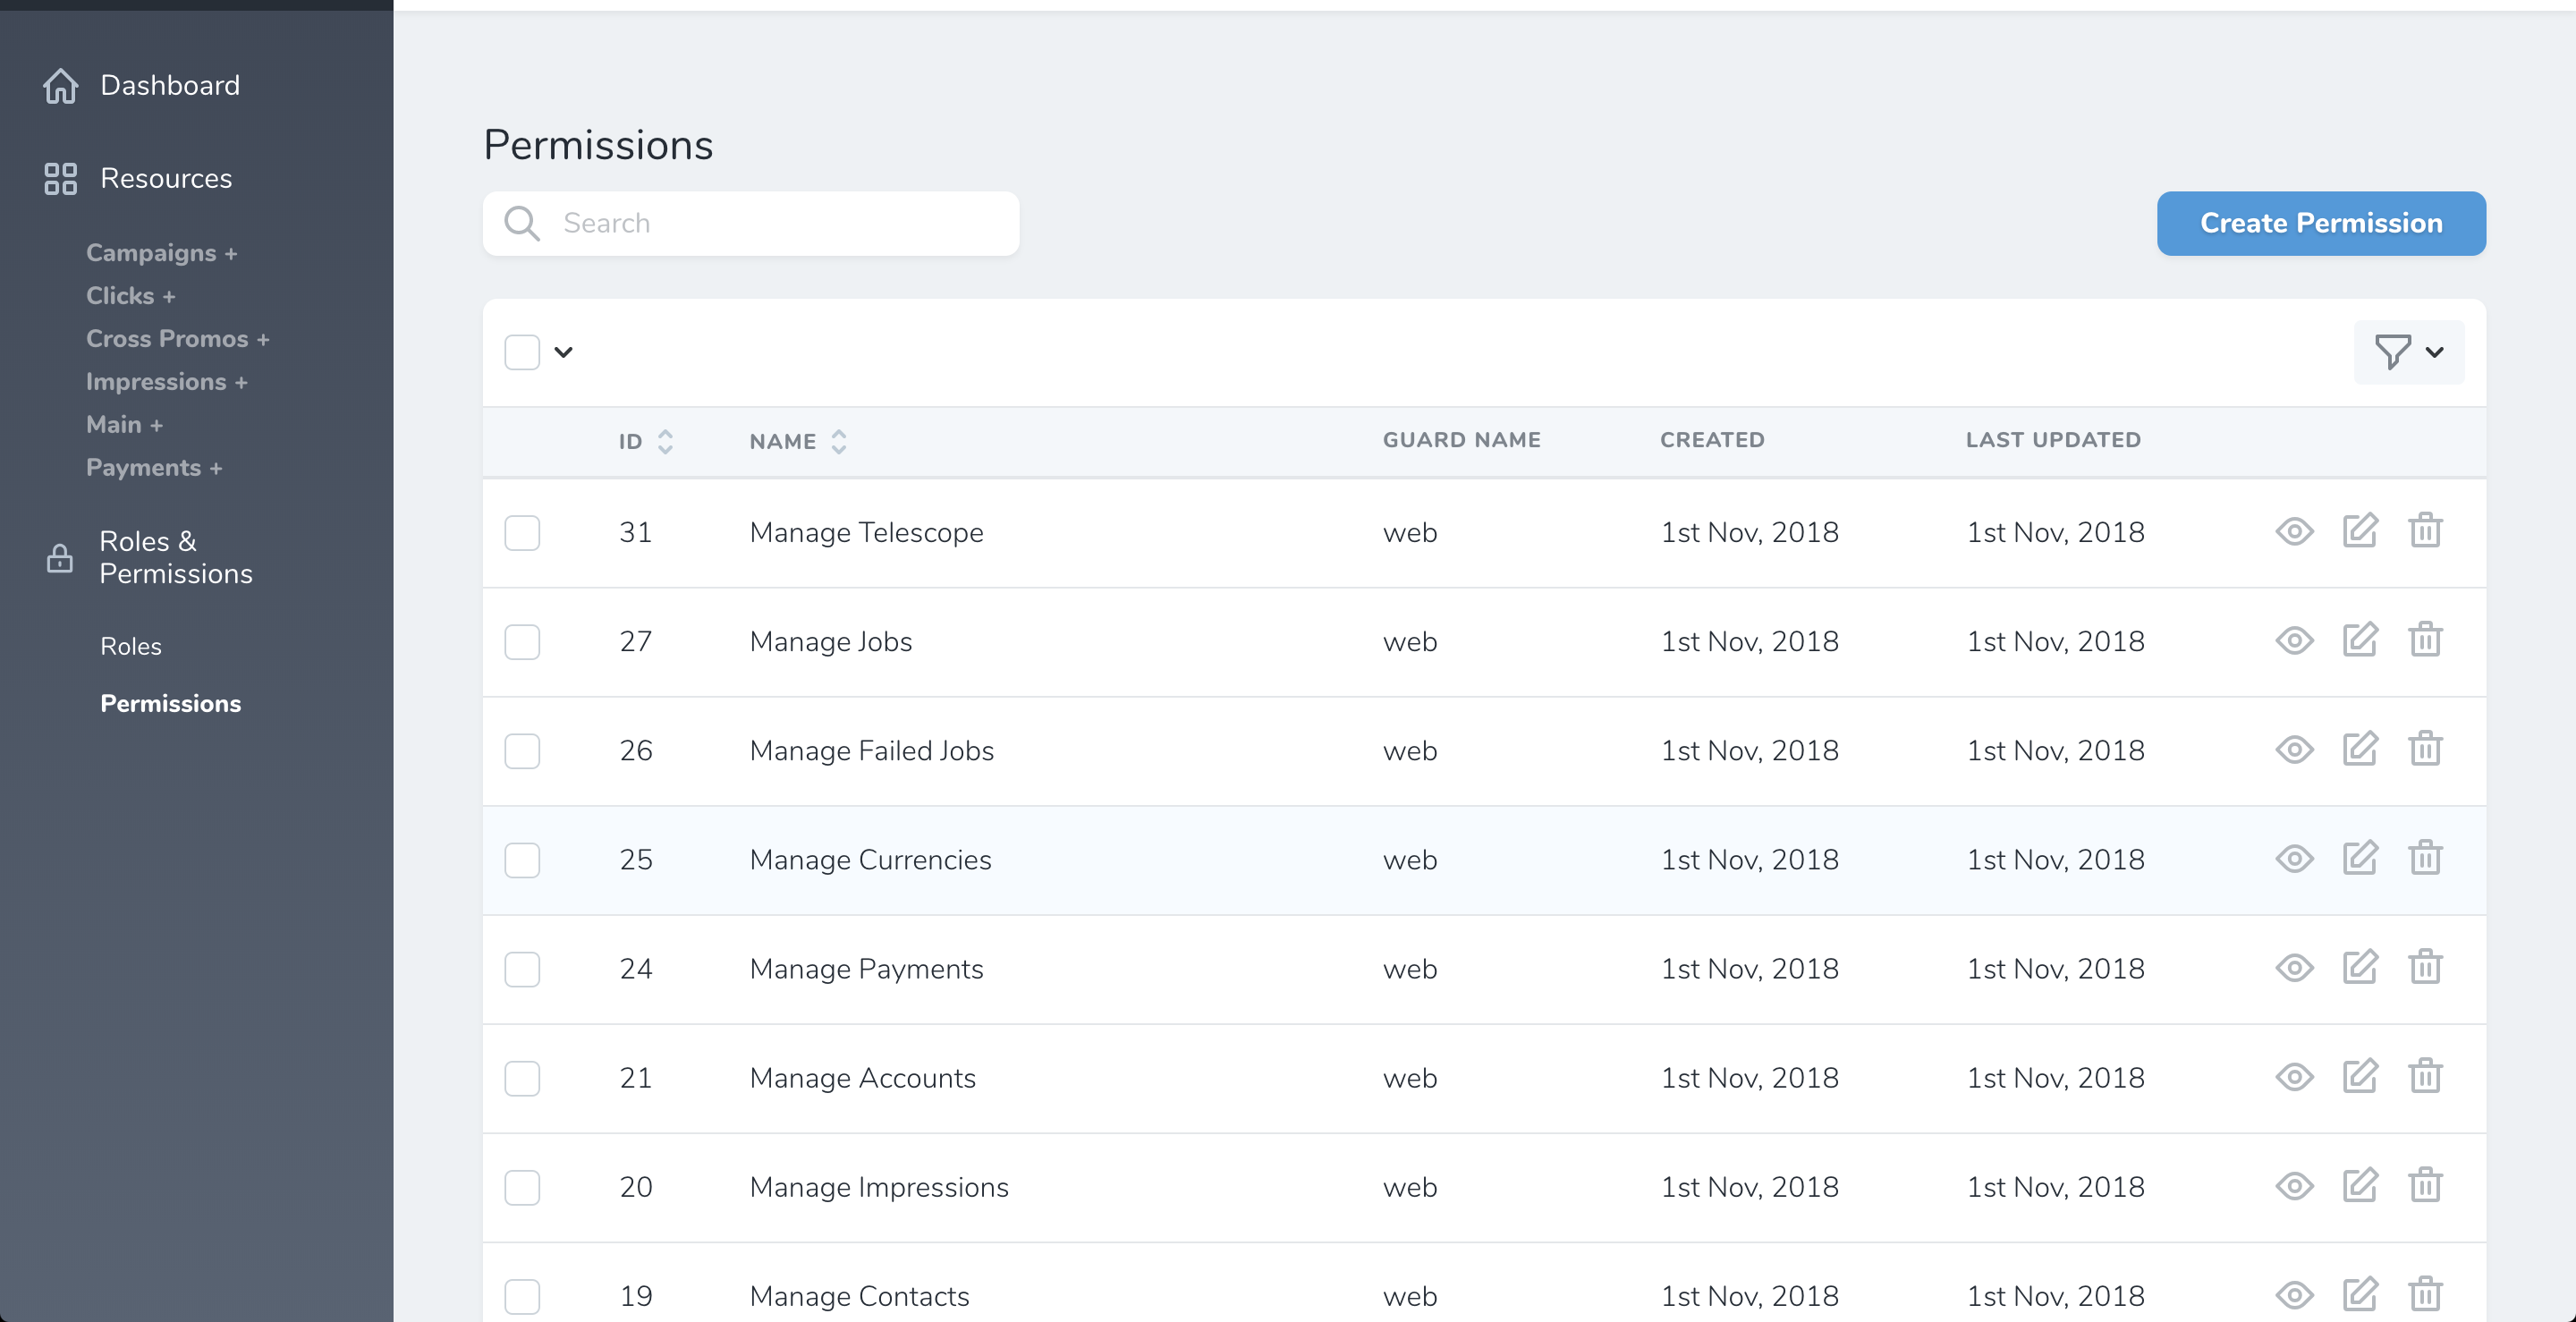 Dashboard
Resources
Campaigns +
Clicks +
Cross Promos +
Impressions +
Main +
Payments +
Roles &
Permissions
Roles
Permissions
Permissions
Search
Create Permission
ID NAME GUARD NAME CREATED LAST UPDATED
31 Manage Telescope web 1st Nov, 2018 1st Nov, 2018
27 Manage Jobs web 1st Nov, 2018 1st Nov, 2018
26 Manage Failed Jobs web 1st Nov, 2018 1st Nov, 2018
25 Manage Currencies web 1st Nov, 2018 1st Nov, 2018
24 Manage Payments web 1st Nov, 2018 1st Nov, 2018
21 Manage Accounts web 1st Nov, 2018 1st Nov, 2018
20 Manage Impressions web 1st Nov, 2018 1st Nov, 2018
19 Manage Contacts web 1st Nov, 2018 1st Nov, 2018